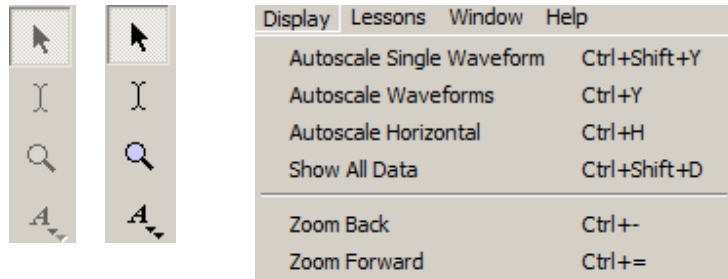 Display Lessons Window Help
Autoscale Single Waveform Ctrl+Shift+Y
Autoscale Waveforms Ctrl+Y
Autoscale Horizontal Ctrl+H
Show All Data Ctrl+Shift+D
A A
Zoom Back Ctrl+-
Zoom Forward Ctrl+=